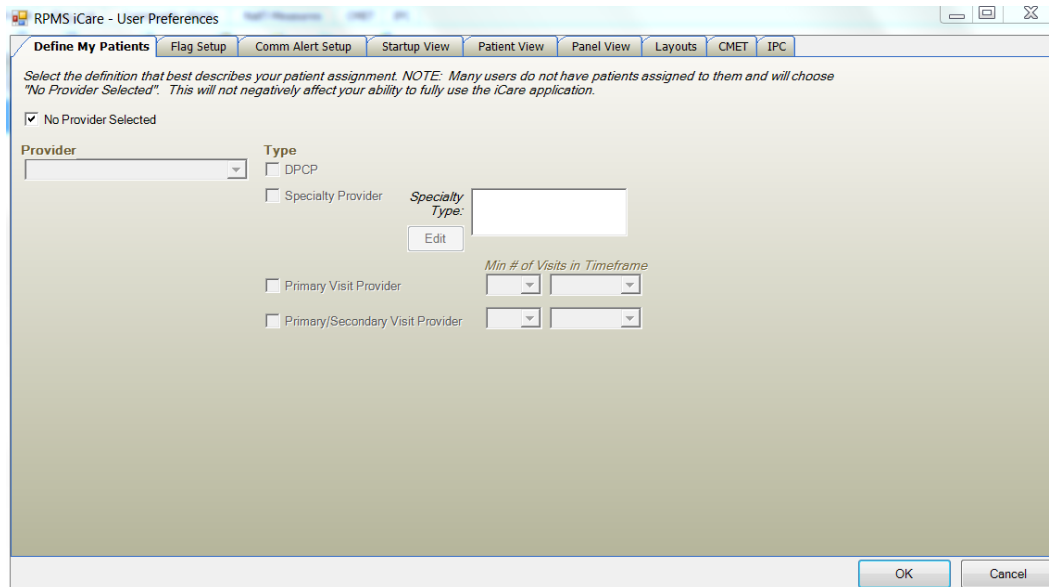 RPMS iCare - User Preferences
Define My Patients Flag Setup Comm Alert Setup Startup View Patient View Panel View Layouts CMET IPC
Select the definition that best describes your patient assignment. NOTE: Many users do not have patients assigned to them and will choose
"No Provider Selected". This will not negatively affect your ability to fully use the iCare application.
No Provider Selected
Provider Type
DPCP
Specialty Provider Specialty
Type:
Edit
Min # of Visits in Timeframe
Primary Visit Provider
Primary/Secondary Visit Provider
OK Cancel